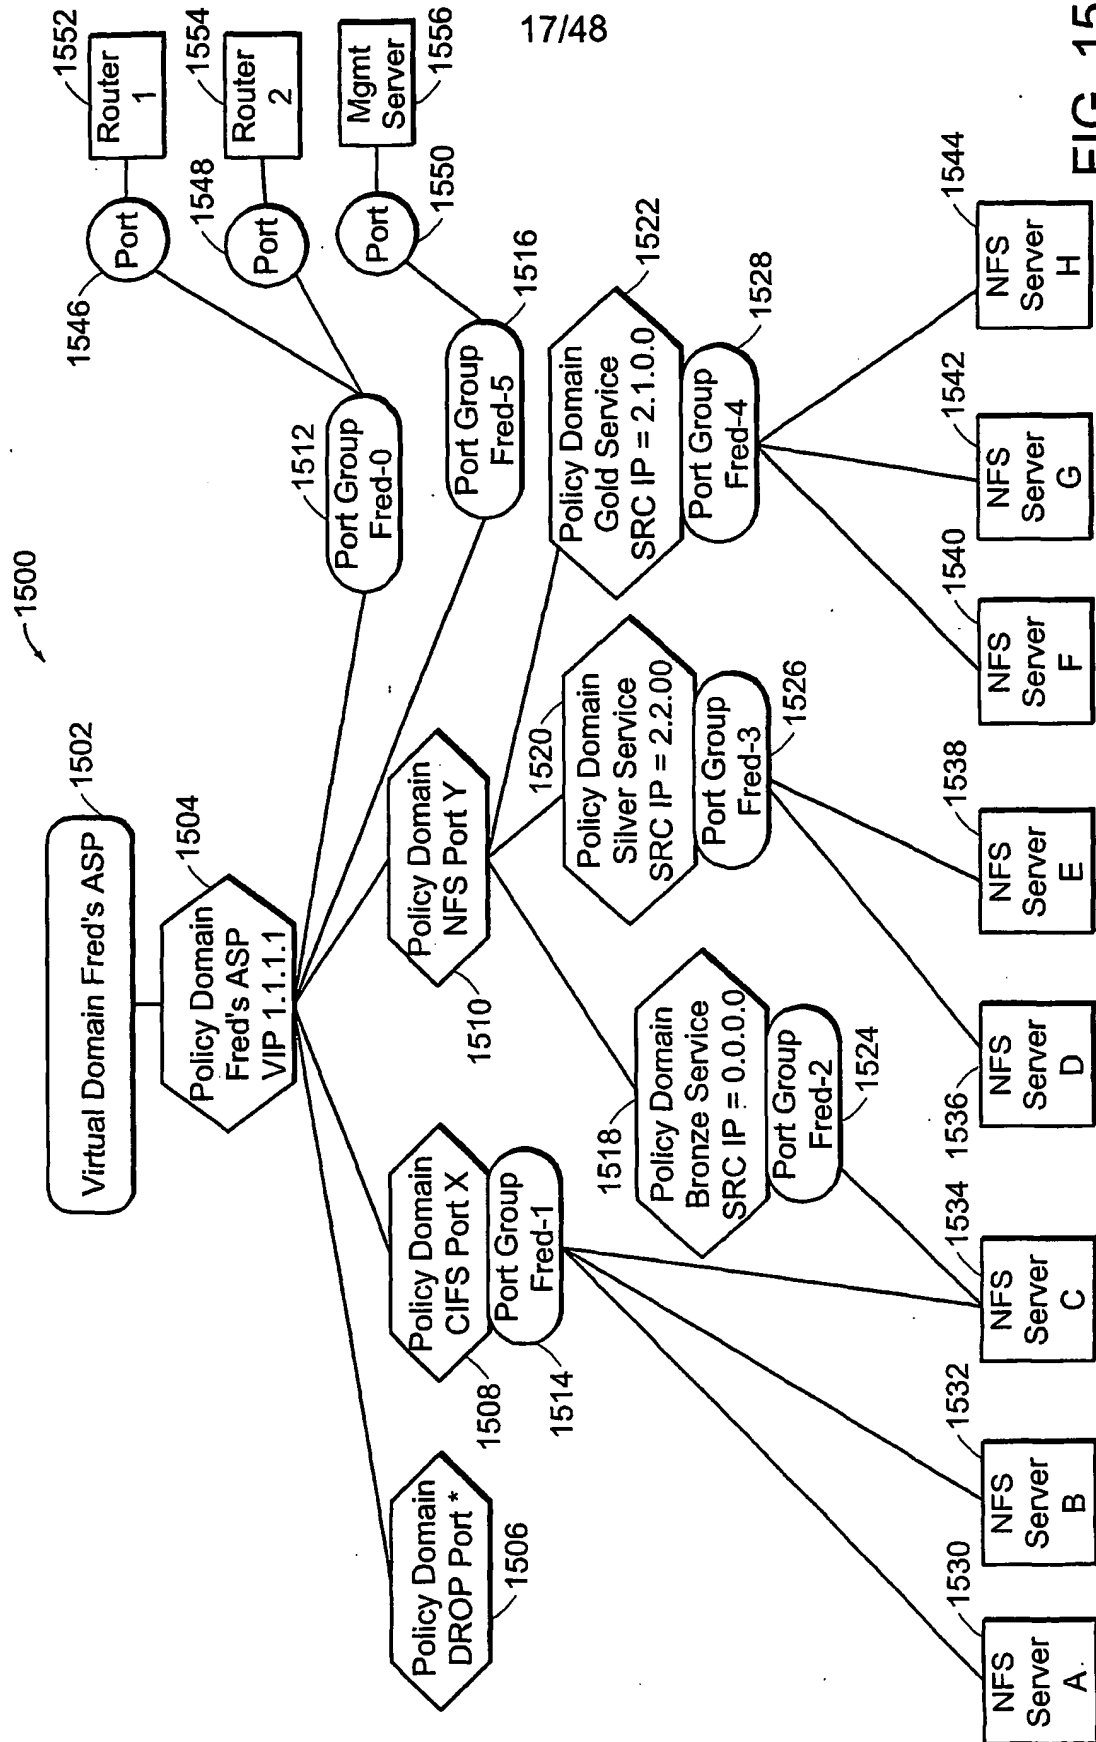 17/48
1500
Virtual Domain Fred's ASP
1502
Policy Domain
Fred's ASP
VIP 1.1.1.1
1504
Policy Domain
DROP Port *
1506
Policy Domain
CIFS Port X
1508
Port Group
Fred-1
1514
Policy Domain
NFS Port Y
1510
Port Group
Fred-0
1512
Port Group
Fred-5
1516
Port
1546
Port
1548
Port
1550
Router
1
1552
Router
2
1554
Mgmt
Server
1556
Policy Domain
Bronze Service
SRC IP = 0.0.0.0
1518
Port Group
Fred-2
1524
Policy Domain
Silver Service
SRC IP = 2.2.00
1520
Port Group
Fred-3
1526
Policy Domain
Gold Service
SRC IP = 2.1.0.0
1522
Port Group
Fred-4
1528
NFS
Server
A
1530
NFS
Server
B
1532
NFS
Server
C
1534
NFS
Server
D
1536
NFS
Server
E
1538
NFS
Server
F
1540
NFS
Server
G
1542
NFS
Server
H
1544
FIG. 15